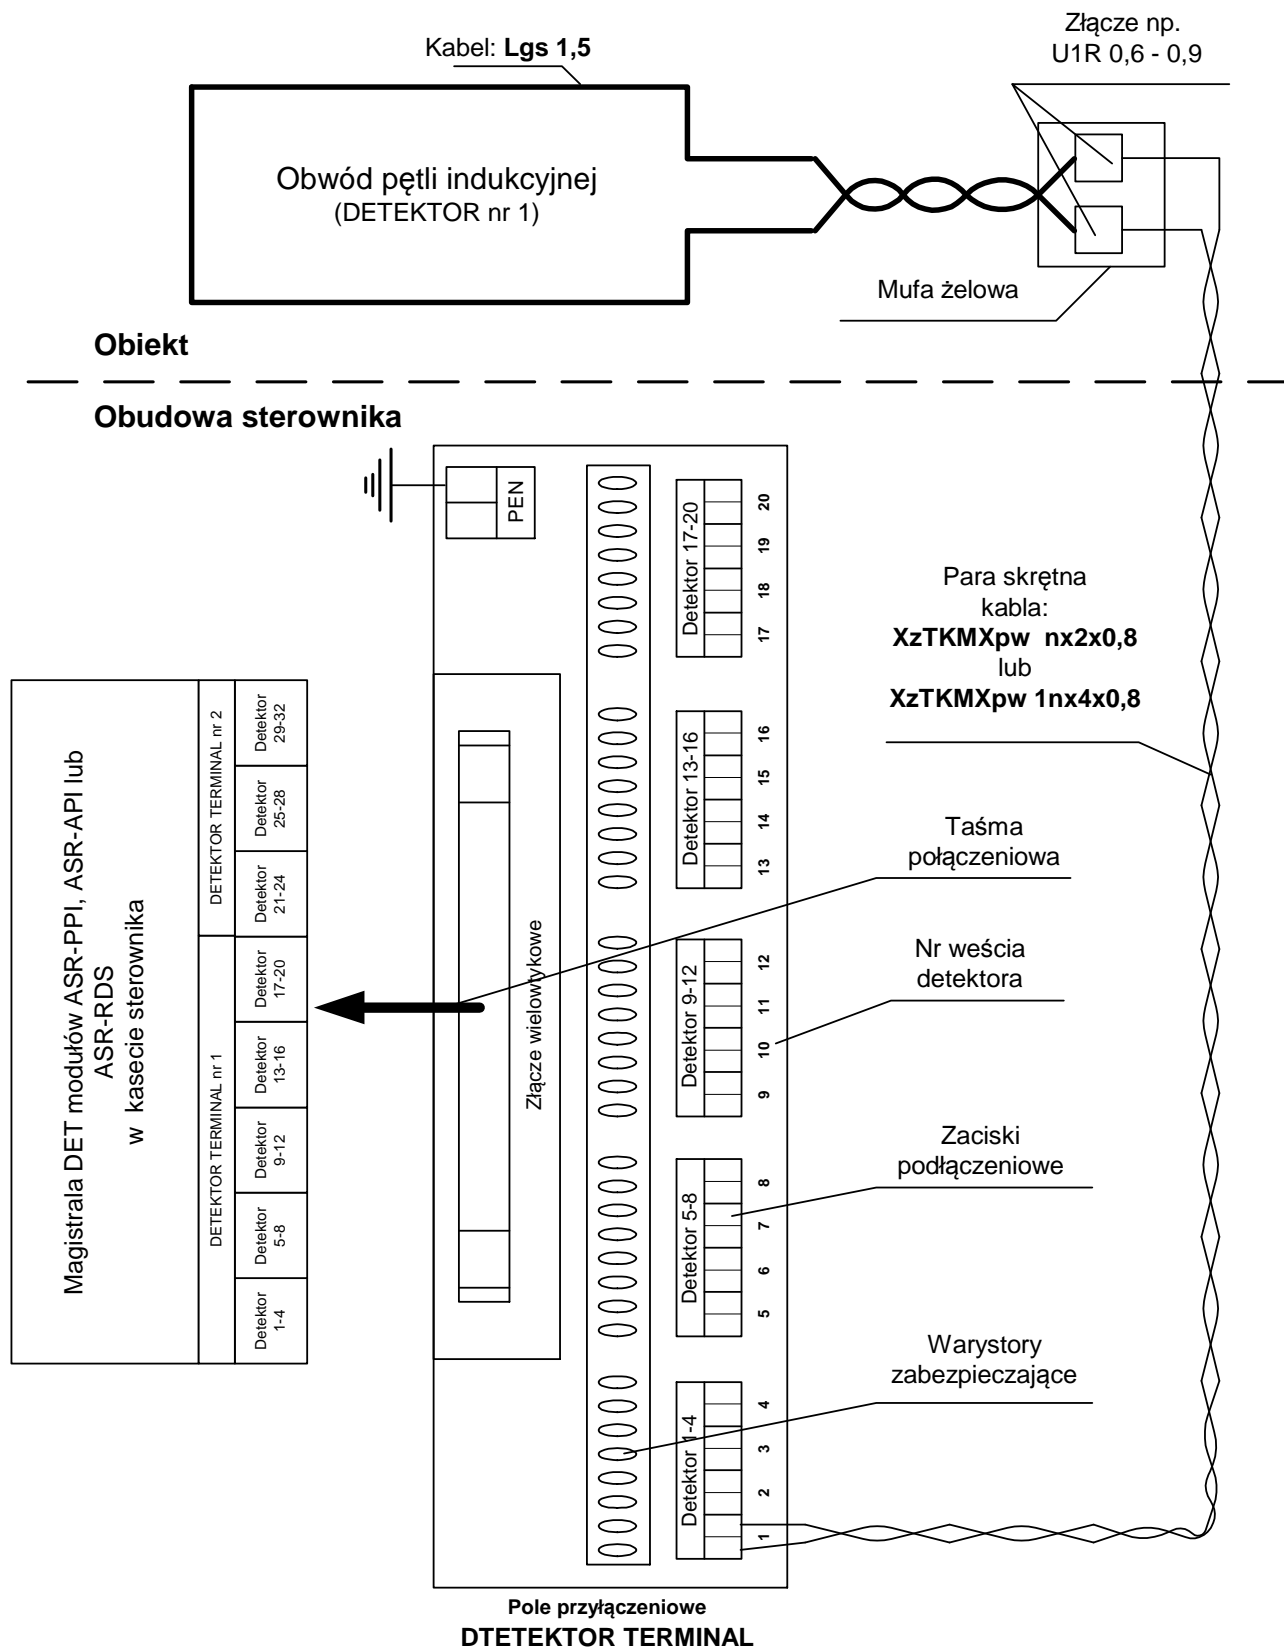 Kabel: Lgs 1,5
Złącze np.
U1R 0,6 - 0,9
Obwód pętli indukcyjnej
(DETEKTOR nr 1)
Mufa żelowa
Obiekt
Obudowa sterownika
PEN
Detektor 17-20
20
19
18
17
Para skrętna
kabla:
XzTKMXpw nx2x0,8
lub
XzTKMXpw 1nx4x0,8
Magistrala DET modułów ASR-PPI, ASR-API lub
ASR-RDS
w kasecie sterownika
DETEKTOR TERMINAL nr 2
DETEKTOR TERMINAL nr 1
Detektor
29-32
Detektor
25-28
Detektor
21-24
Detektor
17-20
Detektor
13-16
Detektor
9-12
Detektor
5-8
Detektor
1-4
Złącze wielowtykowe
Detektor 13-16
16
15
14
13
Taśma
połączeniowa
Detektor 9-12
12
11
10
9
Nr weścia
detektora
Detektor 5-8
8
7
6
5
Zaciski
podłączeniowe
Detektor 1-4
4
3
2
1
Warystory
zabezpieczające
Pole przyłączeniowe
DTETEKTOR TERMINAL